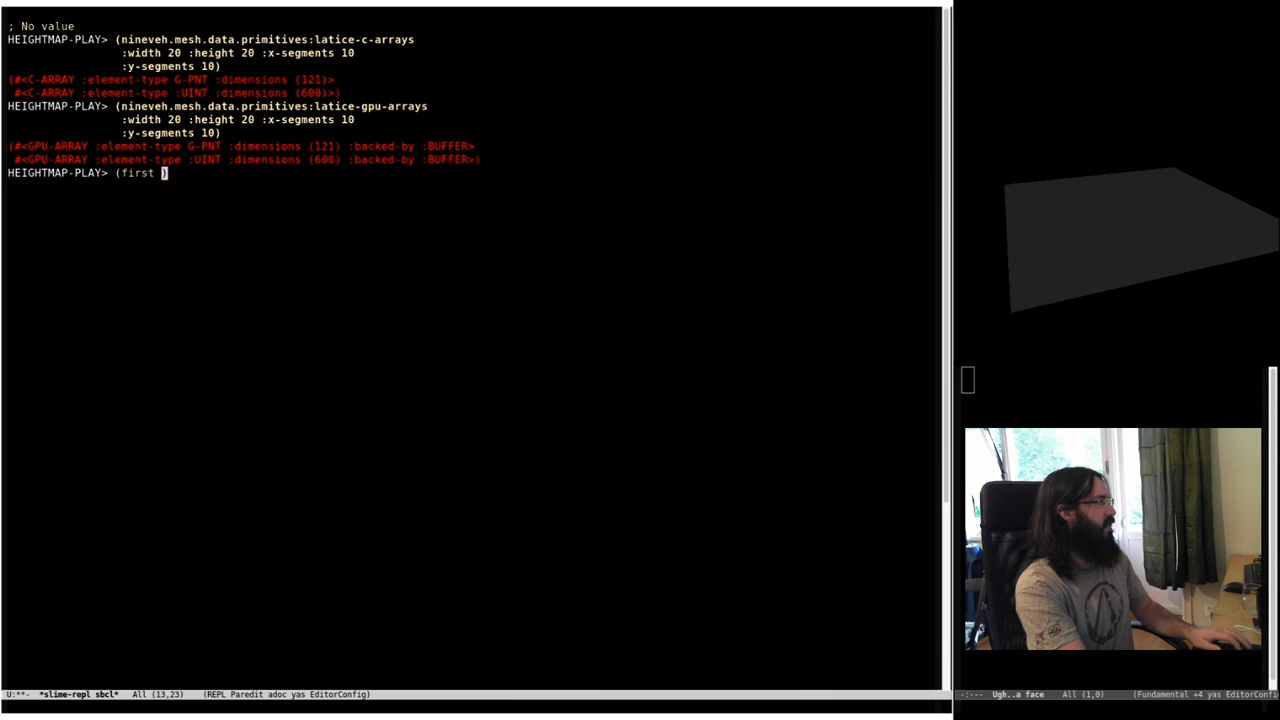 ; No value
HEIGHTMAP-PLAY> (nineveh.mesh.data.primitives:latice-c-arrays
:width 20 :height 20 :x-segments 10
:y-segments 10)
(#<C-ARRAY :element-type G-PNT :dimensions (121)>
#<C-ARRAY :element-type :UINT :dimensions (600)>)
HEIGHTMAP-PLAY> (nineveh.mesh.data.primitives:latice-gpu-arrays
:width 20 :height 20 :x-segments 10
:y-segments 10)
(#<GPU-ARRAY :element-type G-PNT :dimensions (121) :backed-by :BUFFER>
#<GPU-ARRAY :element-type :UINT :dimensions (600) :backed-by :BUFFER>)
HEIGHTMAP-PLAY> (first )
U:**- *slime-repl sbcl* All (13,23) (REPL Paredit adoc yas EditorConfig)
-:--- Ugh..a face All (1,0) (Fundamental +4 yas EditorConfi